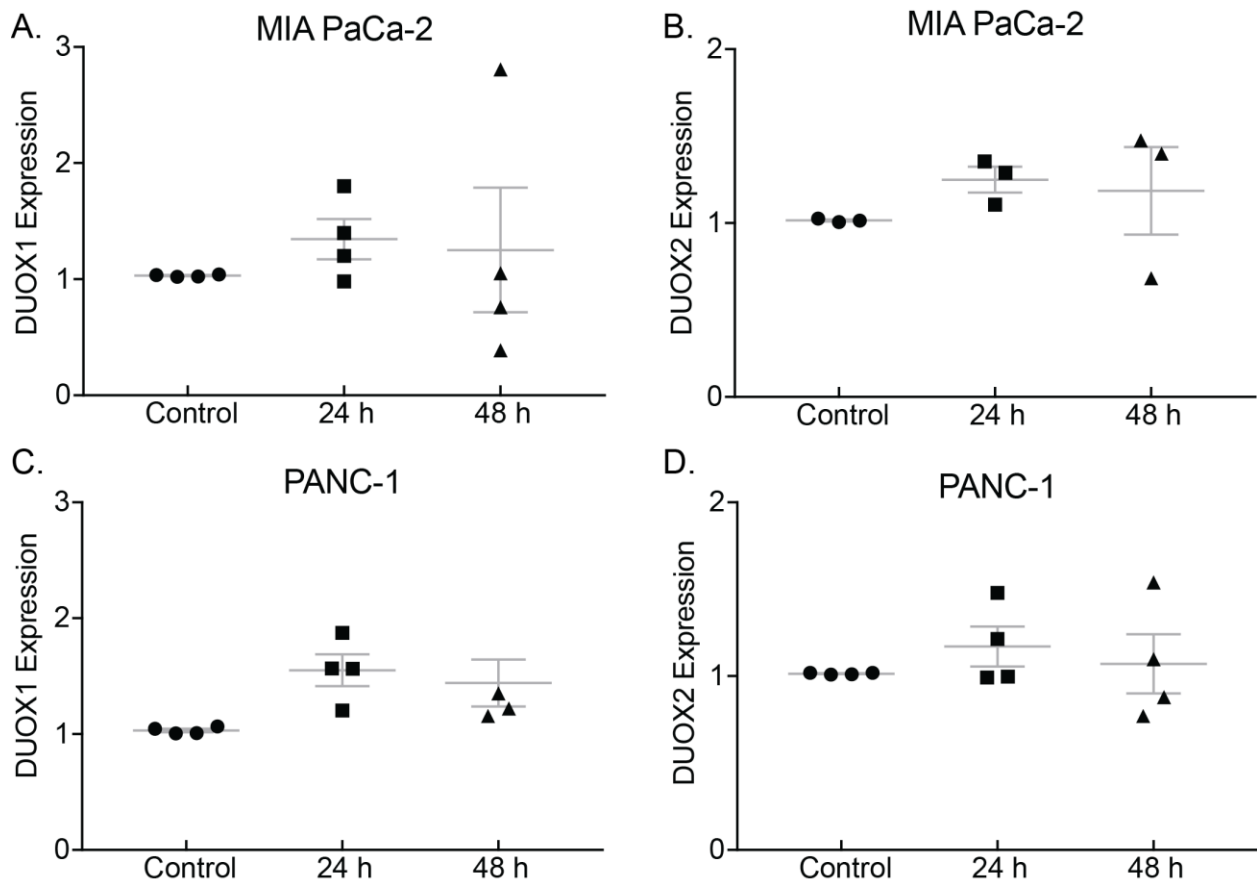 A.
MIA PaCa-2
DUOX1 Expression
3
2
1
0
Control 24 h 48 h
B.
MIA PaCa-2
DUOX2 Expression
2
1
0
Control 24 h 48 h
C.
PANC-1
DUOX1 Expression
3
2
1
0
Control 24 h 48 h
D.
PANC-1
DUOX2 Expression
2
1
0
Control 24 h 48 h